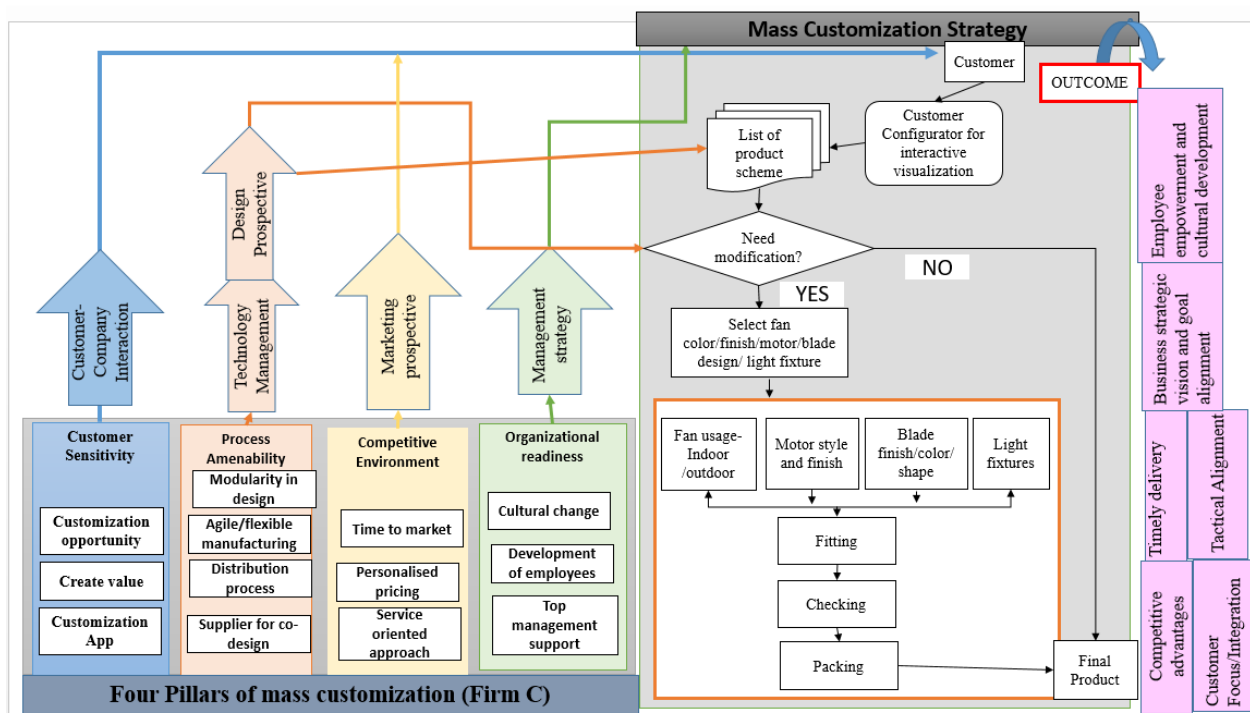 Mass Customization Strategy
Customer
OUTCOME
Customer
Configurator for
interactive
visualization
List of
product
scheme
Need
modification?
NO
YES
Select fan
color/finish/motor/blade
design/ light fixture
Fan usage-
Indoor
/outdoor
Motor style
and finish
Blade
finish/color/
shape
Light
fixtures
Fitting
Checking
Packing
Final
Product
Employee
empowerment and
cultural development
Business strategic
vision and goal
alignment
Timely delivery
Tactical Alignment
Competitive
advantages
Customer
Focus/Integration
Customer-
Company
Interaction
Design
Prospective
Technology
Management
Marketing
prospective
Management
strategy
Customer
Sensitivity
Customization
opportunity
Create value
Customization
App
Process
Amenability
Modularity in
design
Agile/flexible
manufacturing
Distribution
process
Supplier for co-
design
Competitive
Environment
Time to market
Personalised
pricing
Service
oriented
approach
Organizational
readiness
Cultural change
Development
of employees
Top
management
support
Four Pillars of mass customization (Firm C)